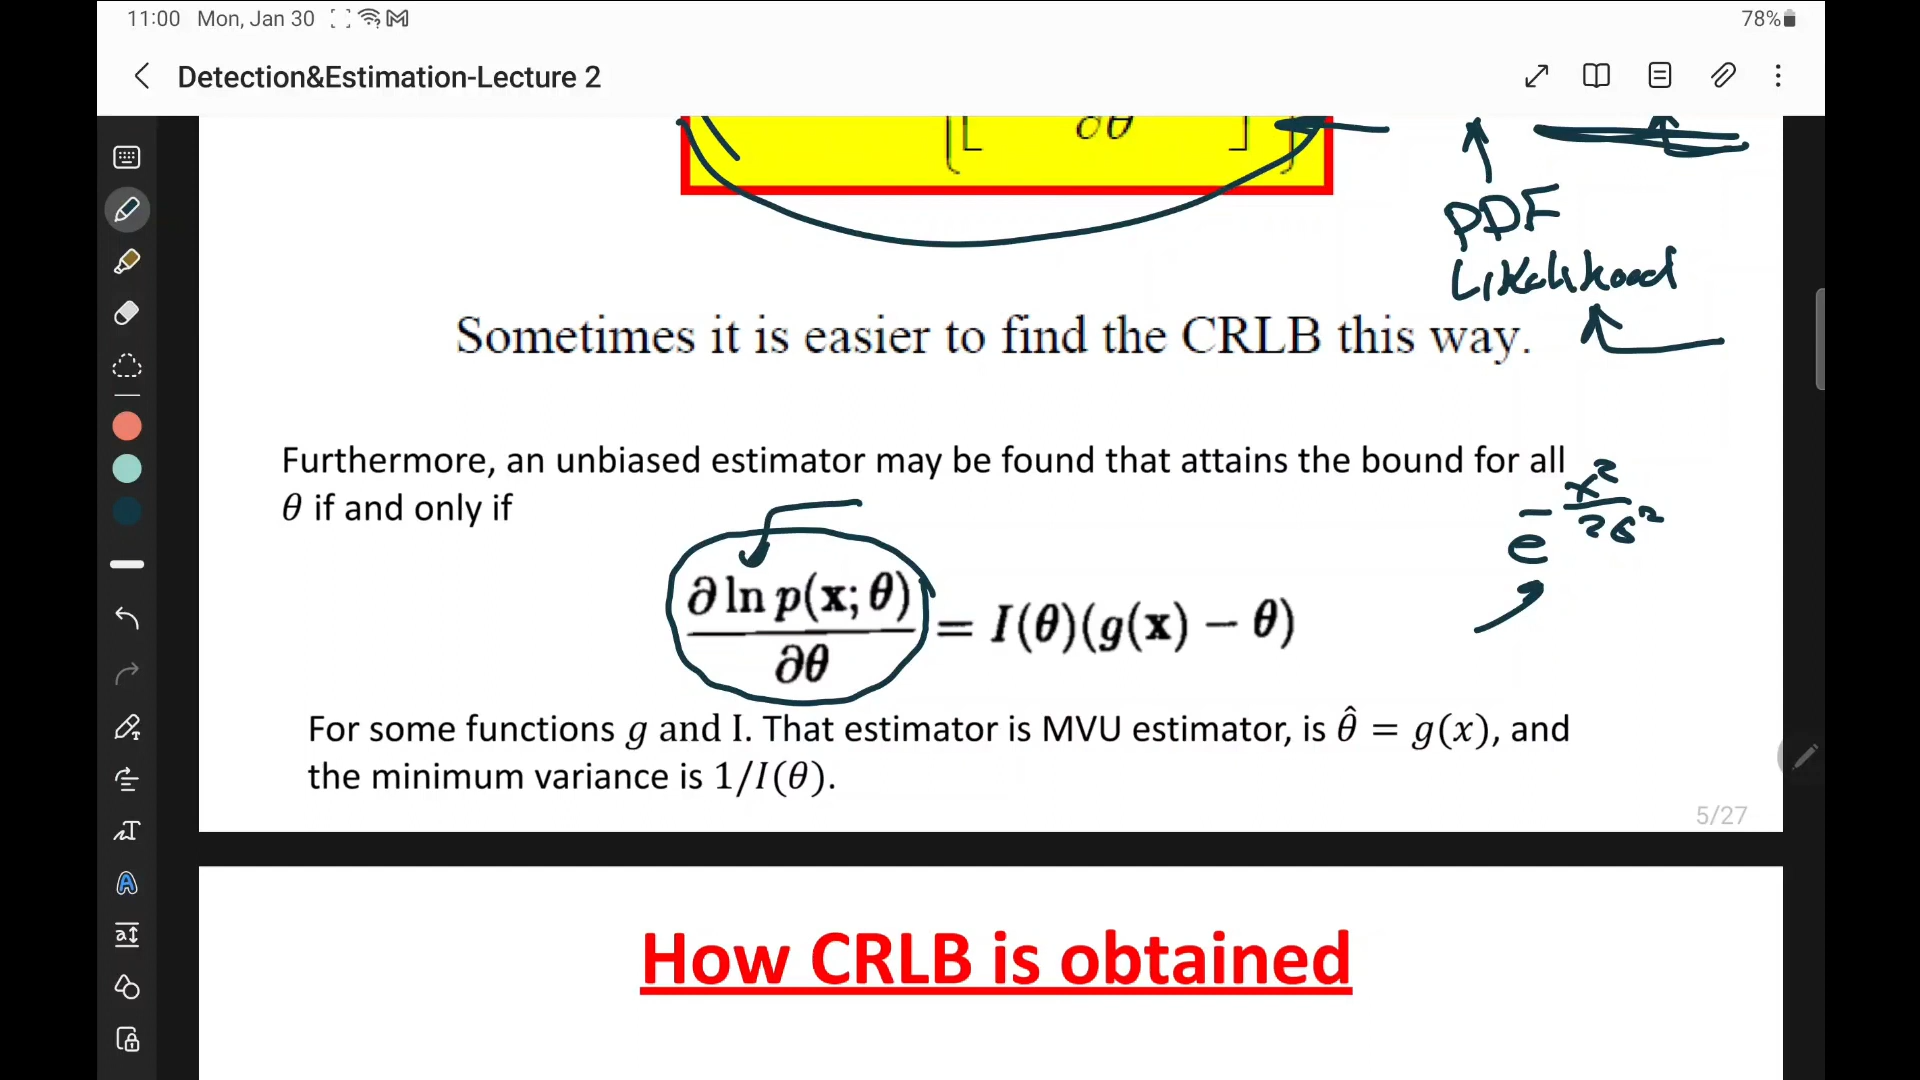 11:00 Mon, Jan 30
78%
Detection&Estimation-Lecture 2
∂θ
PDF
Likelihood
Sometimes it is easier to find the CRLB this way.
Furthermore, an unbiased estimator may be found that attains the bound for all
θ if and only if
e^{-x²/2σ²}
∂ ln p(x; θ)/∂θ = I(θ)(g(x) − θ)
For some functions g and I. That estimator is MVU estimator, is θ̂ = g(x), and
the minimum variance is 1/I(θ).
5/27
How CRLB is obtained